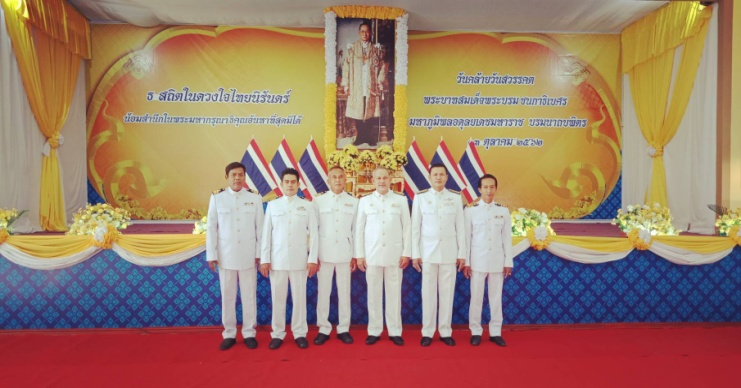 ธ สถิตในดวงใจไทยนิรันดร์
น้อมสำนึกในพระมหากรุณาธิคุณอันหาที่สุดมิได้
วันคล้ายวันสวรรคต
พระบาทสมเด็จพระบรมชนกาธิเบศร
มหาภูมิพลอดุลยเดชมหาราช บรมนาถบพิตร
๑๓ ตุลาคม ๒๕๖๒